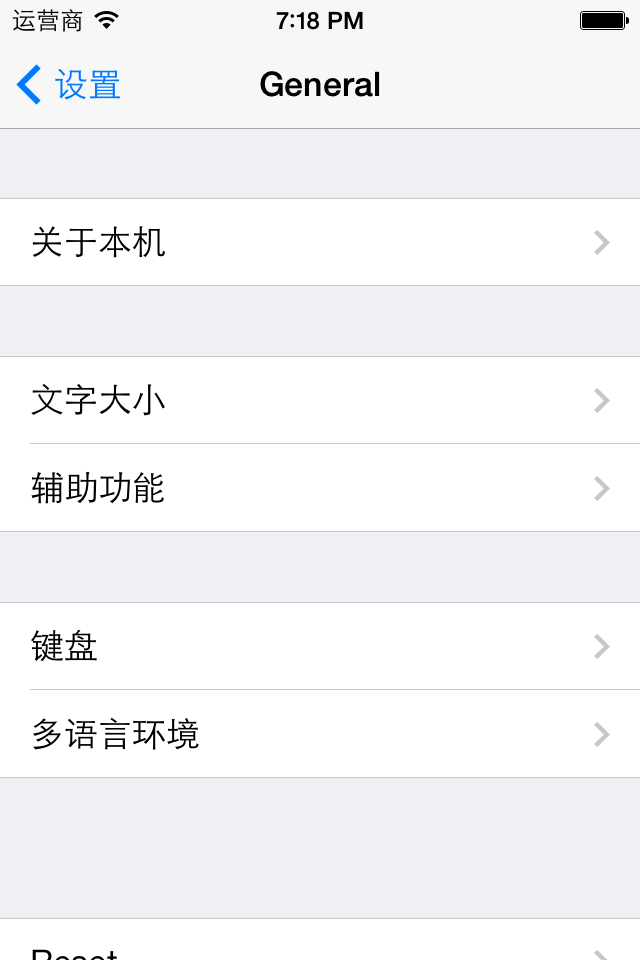 运营商 7:18 PM
设置 General
关于本机
文字大小
辅助功能
键盘
多语言环境
Reset